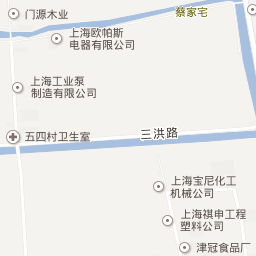 门源木业
蔡家宅
上海欧帕斯
电器有限公司
上海工业泵
制造有限公司
五四村卫生室
三洪路
上海宝尼化工
机械公司
上海祺申工程
塑料公司
津冠食品厂